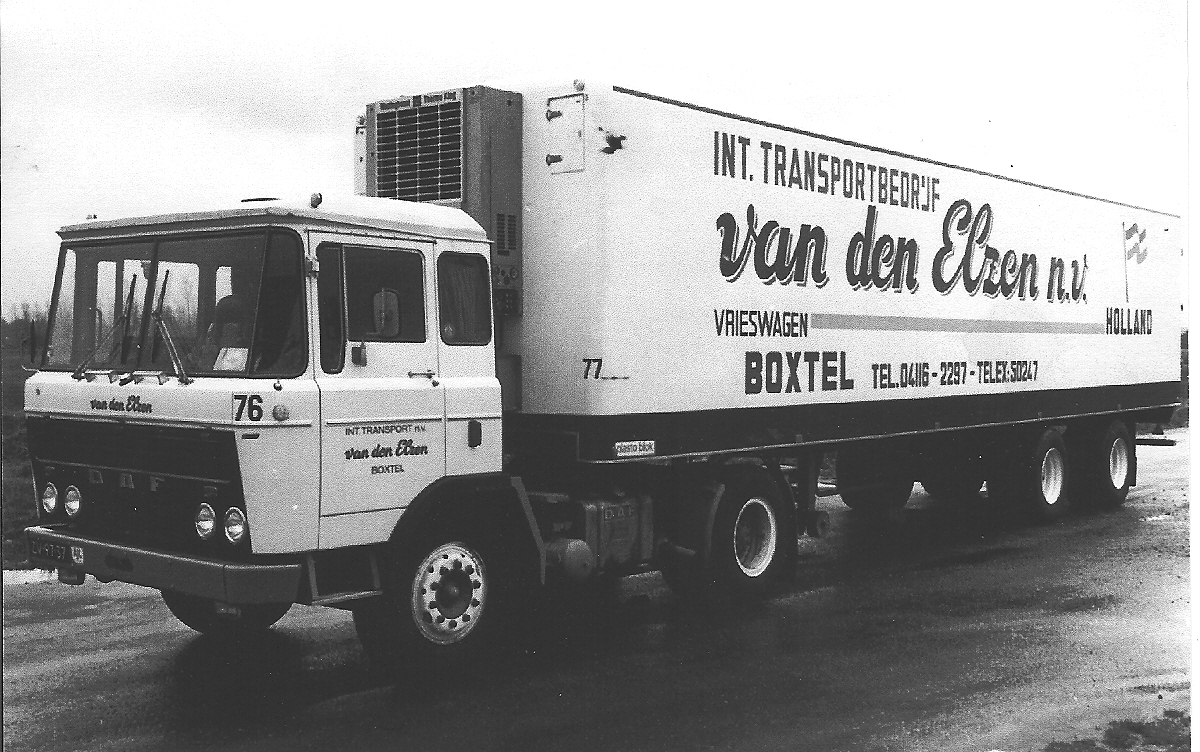 INT. TRANSPORTBEDRIJF
van den Elzen n.v.
VRIESWAGEN
HOLLAND
BOXTEL TEL.04116-2297-TELEX:50247
77
van den Elzen
76
INT TRANSPORT N.V.
van den Elzen
BOXTEL
DAF
DAF